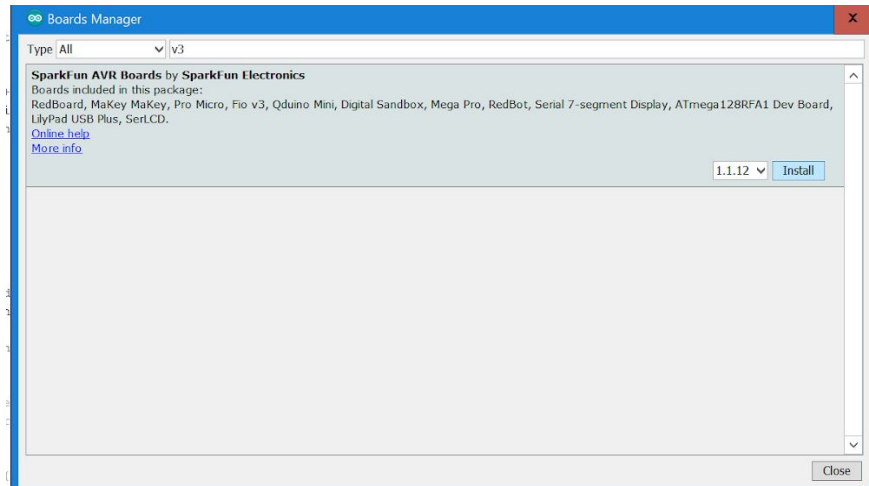 Boards Manager
X
Type All v3
SparkFun AVR Boards by SparkFun Electronics
Boards included in this package:
RedBoard, MaKey MaKey, Pro Micro, Fio v3, Qduino Mini, Digital Sandbox, Mega Pro, RedBot, Serial 7-segment Display, ATmega128RFA1 Dev Board,
LilyPad USB Plus, SerLCD.
Online help
More info
1.1.12 Install
Close